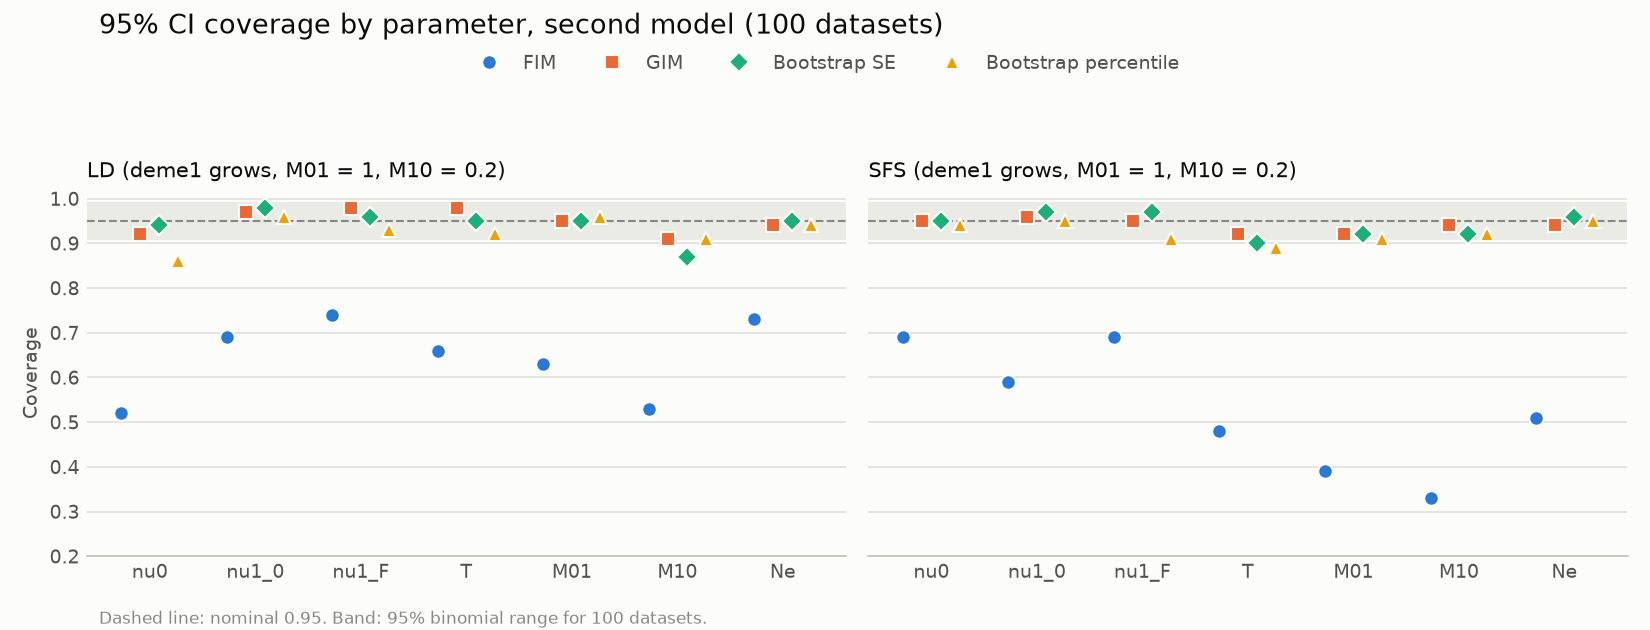 95% CI coverage by parameter, second model (100 datasets)
FIM GIM Bootstrap SE Bootstrap percentile
LD (deme1 grows, M01 = 1, M10 = 0.2)
SFS (deme1 grows, M01 = 1, M10 = 0.2)
Coverage
1.0
0.9
0.8
0.7
0.6
0.5
0.4
0.3
0.2
nu0 nu1_0 nu1_F T M01 M10 Ne
nu0 nu1_0 nu1_F T M01 M10 Ne
Dashed line: nominal 0.95. Band: 95% binomial range for 100 datasets.